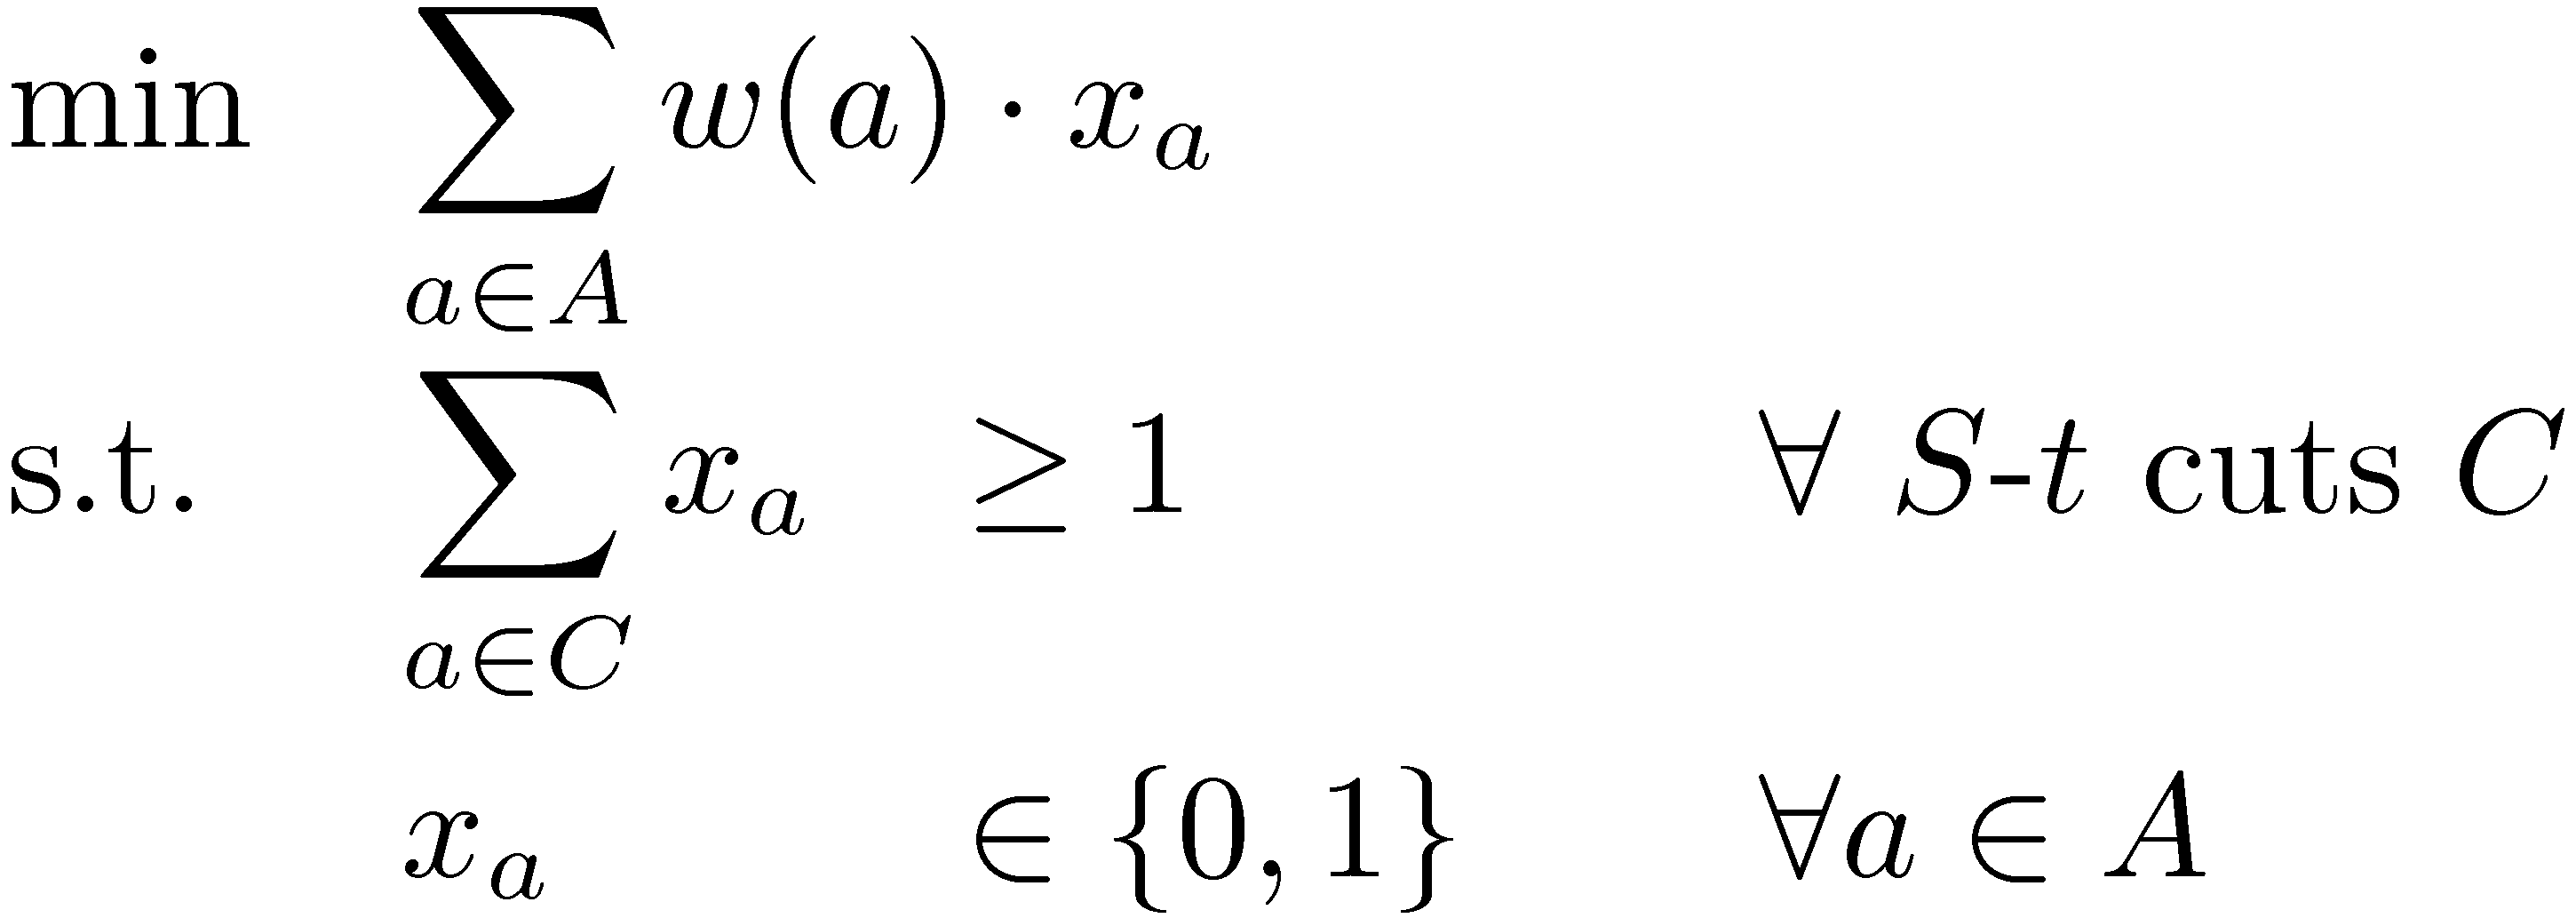 min ∑_{a∈A} w(a) · x_a
s.t. ∑_{a∈C} x_a ≥ 1 ∀ S-t cuts C
x_a ∈ {0, 1} ∀a ∈ A